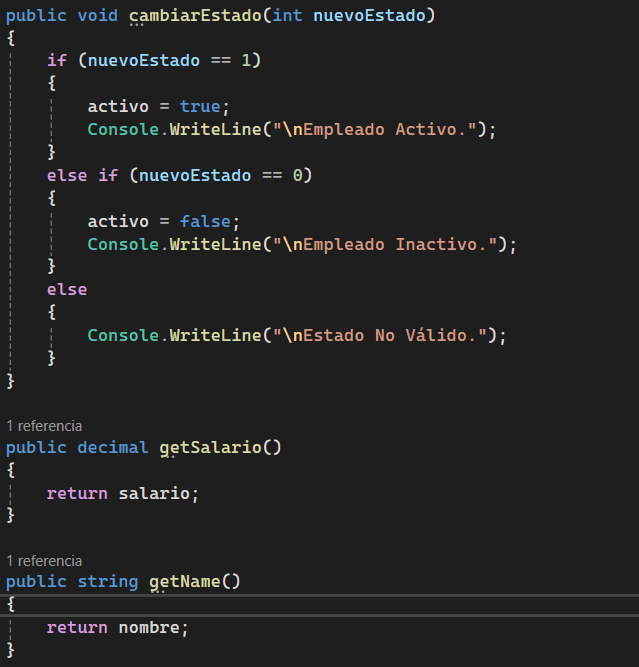 public void cambiarEstado(int nuevoEstado)
{
    if (nuevoEstado == 1)
    {
        activo = true;
        Console.WriteLine("\nEmpleado Activo.");
    }
    else if (nuevoEstado == 0)
    {
        activo = false;
        Console.WriteLine("\nEmpleado Inactivo.");
    }
    else
    {
        Console.WriteLine("\nEstado No Válido.");
    }
}
1 referencia
public decimal getSalario()
{
    return salario;
}
1 referencia
public string getName()
{
    return nombre;
}